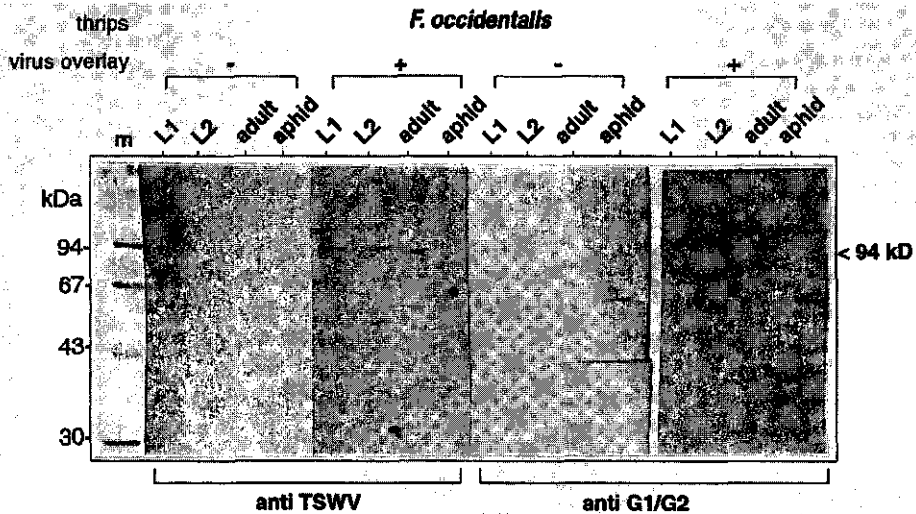 thrips F. occidentalis
virus overlay - + - +
m L1 L2 adult aphid L1 L2 adult aphid L1 L2 adult aphid L1 L2 adult aphid
kDa
94- < 94 kD
67-
43-
30-
anti TSWV anti G1/G2